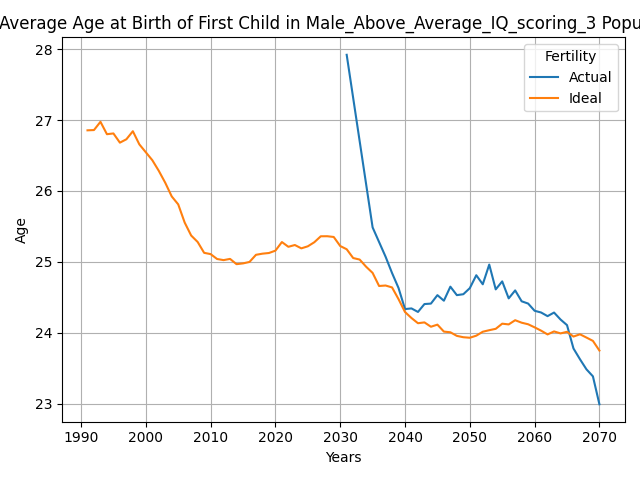 Average Age at Birth of First Child in Male_Above_Average_IQ_scoring_3 Popu
Fertility
Actual
Ideal
Age
28
27
26
25
24
23
1990 2000 2010 2020 2030 2040 2050 2060 2070
Years